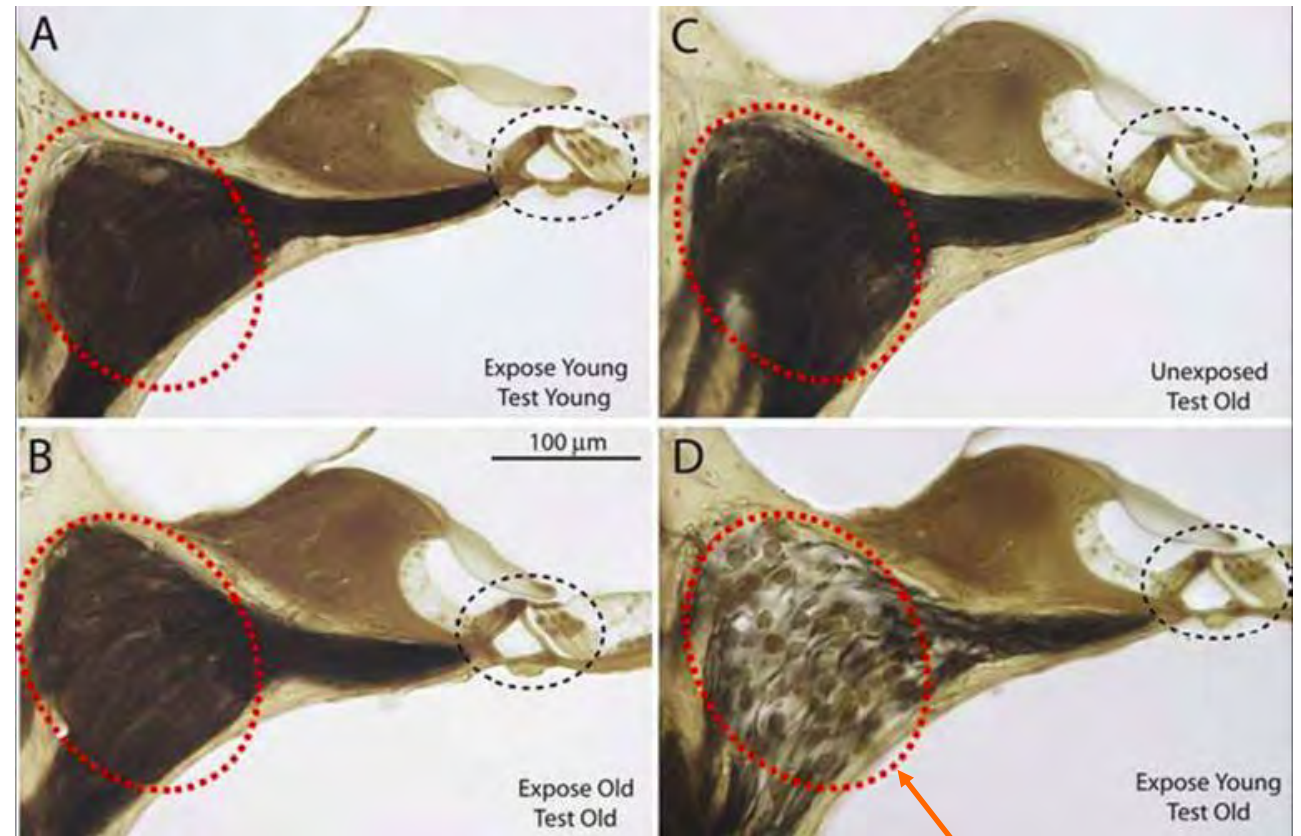 A
Expose Young
Test Young
C
Unexposed
Test Old
B
100 μm
Expose Old
Test Old
D
Expose Young
Test Old